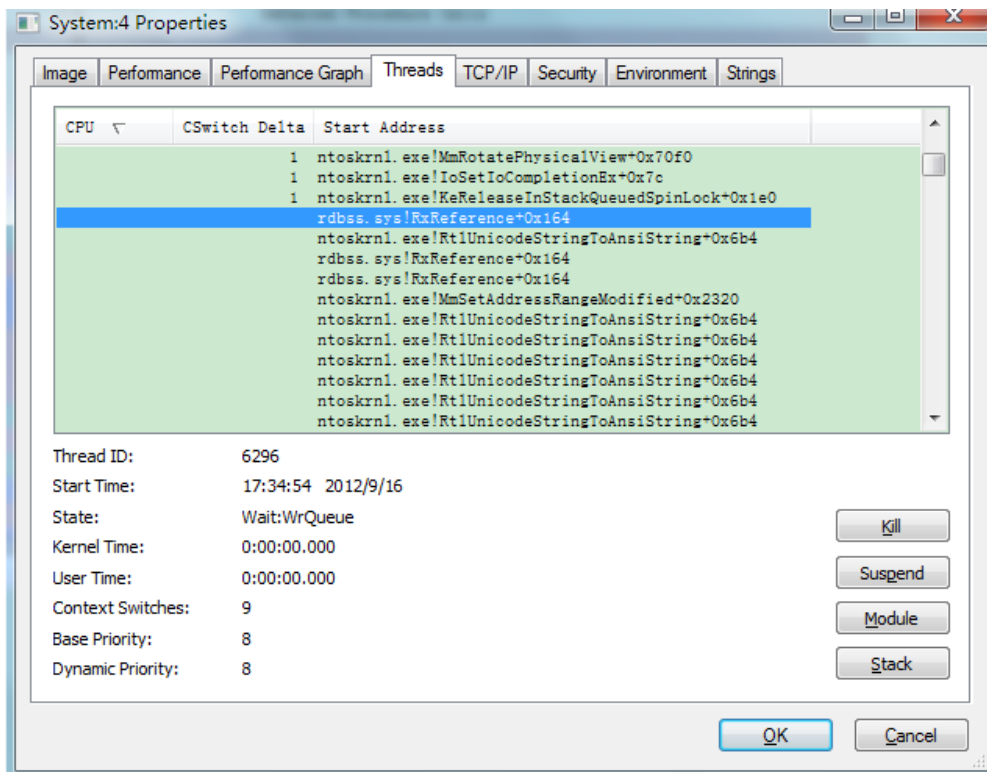 System:4 Properties
Image Performance Performance Graph Threads TCP/IP Security Environment Strings
CPU CSwitch Delta Start Address
1 ntoskrnl.exe!MmRotatePhysicalView+0x70f0
1 ntoskrnl.exe!IoSetIoCompletionEx+0x7c
1 ntoskrnl.exe!KeReleaseInStackQueuedSpinLock+0x1e0
rdbss.sys!RxReference+0x164
ntoskrnl.exe!RtlUnicodeStringToAnsiString+0x6b4
rdbss.sys!RxReference+0x164
rdbss.sys!RxReference+0x164
ntoskrnl.exe!MmSetAddressRangeModified+0x2320
ntoskrnl.exe!RtlUnicodeStringToAnsiString+0x6b4
ntoskrnl.exe!RtlUnicodeStringToAnsiString+0x6b4
ntoskrnl.exe!RtlUnicodeStringToAnsiString+0x6b4
ntoskrnl.exe!RtlUnicodeStringToAnsiString+0x6b4
ntoskrnl.exe!RtlUnicodeStringToAnsiString+0x6b4
ntoskrnl.exe!RtlUnicodeStringToAnsiString+0x6b4
Thread ID: 6296
Start Time: 17:34:54 2012/9/16
State: Wait:WrQueue
Kernel Time: 0:00:00.000
User Time: 0:00:00.000
Context Switches: 9
Base Priority: 8
Dynamic Priority: 8
Kill
Suspend
Module
Stack
OK Cancel